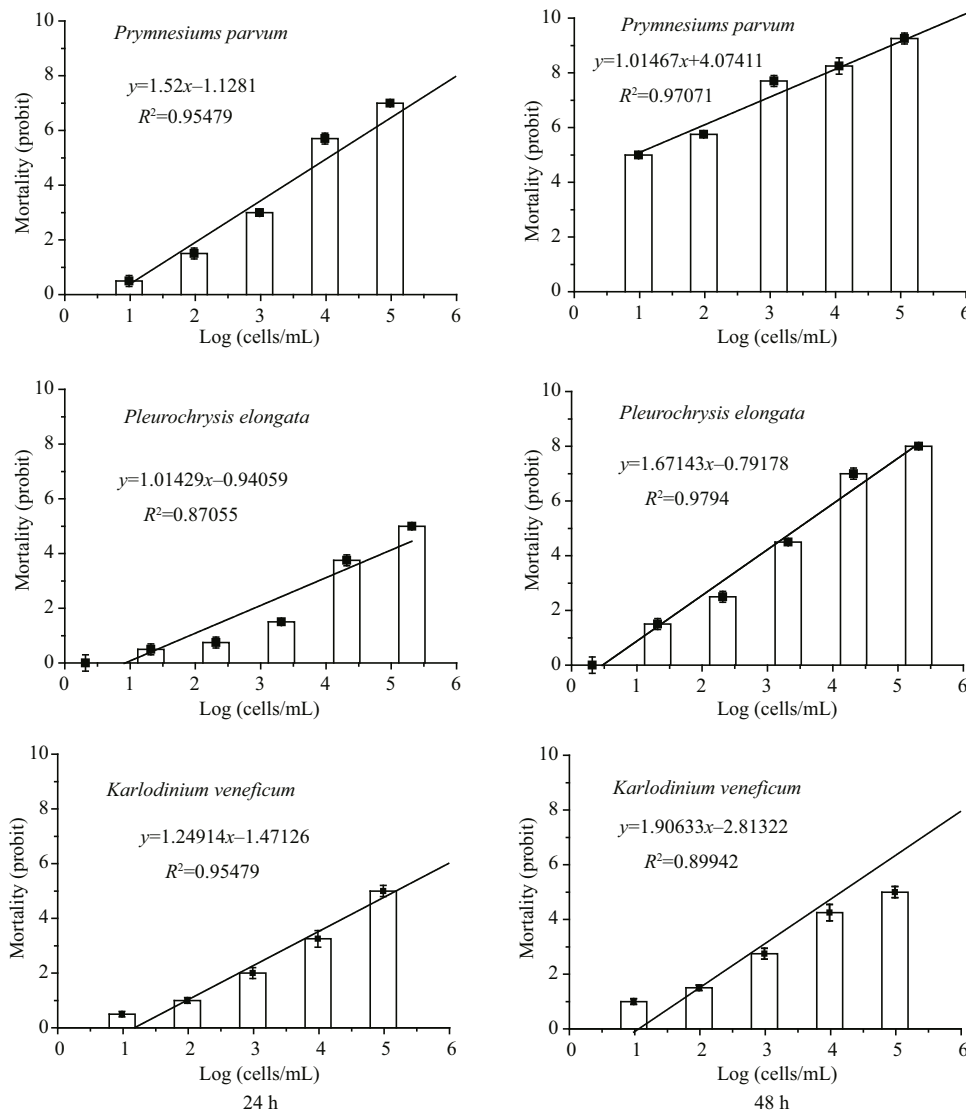 10
8
6
4
2
0
Mortality (probit)
Prymnesiums parvum
y=1.52x–1.1281
R²=0.95479
0 1 2 3 4 5 6
Log (cells/mL)
10
8
6
4
2
0
Mortality (probit)
Prymnesium parvum
y=1.01467x+4.07411
R²=0.97071
0 1 2 3 4 5 6
Log (cells/mL)
10
8
6
4
2
0
Mortality (probit)
Pleurochrysis elongata
y=1.01429x–0.94059
R²=0.87055
0 1 2 3 4 5 6
Log (cells/mL)
10
8
6
4
2
0
Mortality (probit)
Pleurochrysis elongata
y=1.67143x–0.79178
R²=0.9794
0 1 2 3 4 5 6
Log (cells/mL)
10
8
6
4
2
0
Mortality (probit)
Karlodinium veneficum
y=1.24914x–1.47126
R²=0.95479
0 1 2 3 4 5 6
Log (cells/mL)
24 h
10
8
6
4
2
0
Mortality (probit)
Karlodinium veneficum
y=1.90633x–2.81322
R²=0.89942
0 1 2 3 4 5 6
Log (cells/mL)
48 h